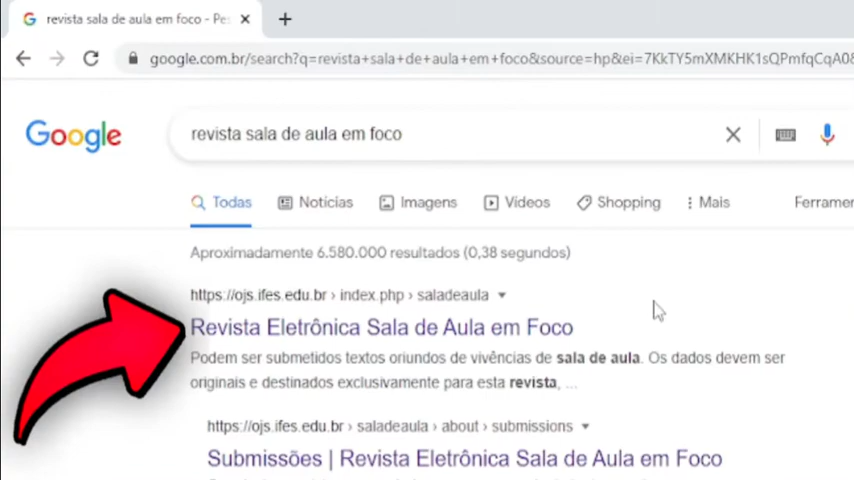 revista sala de aula em foco - Pes
google.com.br/search?q=revista+sala+de+aula+em+foco&source=hp&ei=7KkTY5mXMKHK1sQPmfqCqA08
Google revista sala de aula em foco
Todas Notícias Imagens Vídeos Shopping Mais Ferramen
Aproximadamente 6.580.000 resultados (0,38 segundos)
https://ojs.ifes.edu.br › index.php › saladeaula
Revista Eletrônica Sala de Aula em Foco
Podem ser submetidos textos oriundos de vivências de sala de aula. Os dados devem ser
originais e destinados exclusivamente para esta revista, ...
https://ojs.ifes.edu.br › saladeaula › about › submissions
Submissões | Revista Eletrônica Sala de Aula em Foco